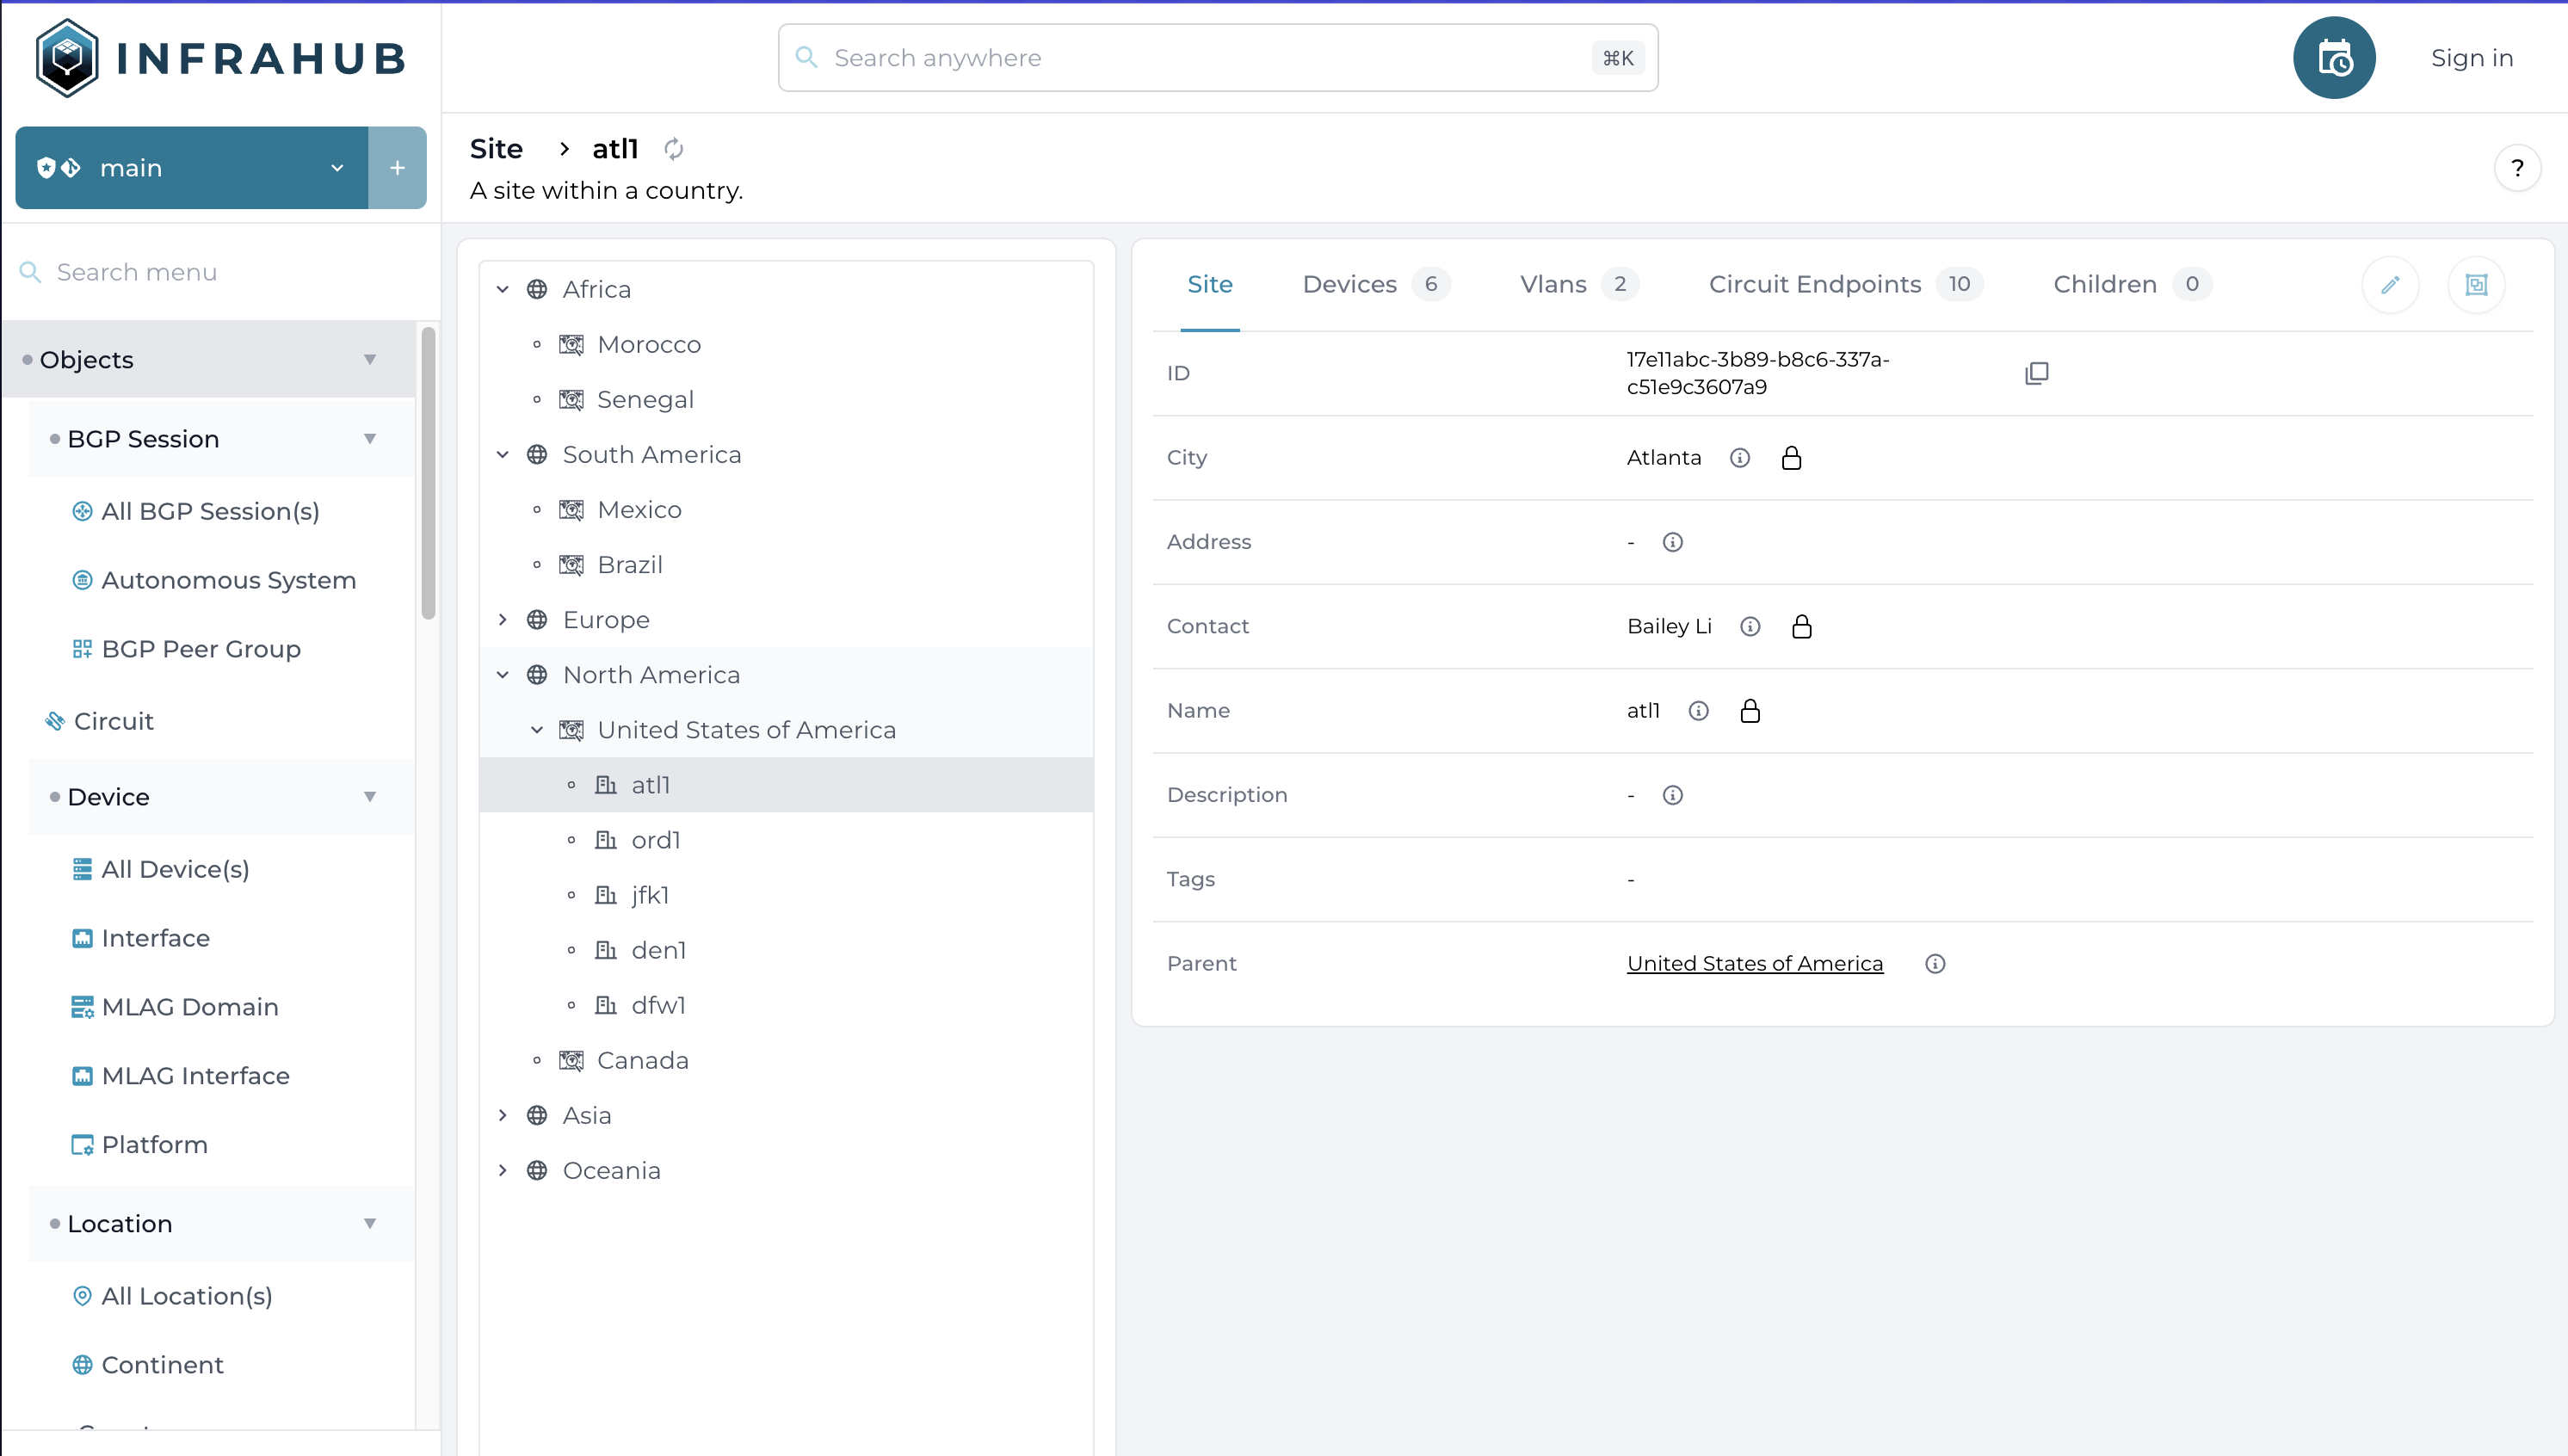 INFRAHUB
Search anywhere
⌘K
Sign in
main
+
Site > atl1
A site within a country.
?
Search menu
Objects
BGP Session
All BGP Session(s)
Autonomous System
BGP Peer Group
Circuit
Device
All Device(s)
Interface
MLAG Domain
MLAG Interface
Platform
Location
All Location(s)
Continent
Africa
Morocco
Senegal
South America
Mexico
Brazil
Europe
North America
United States of America
atl1
ord1
jfk1
den1
dfw1
Canada
Asia
Oceania
Site
Devices 6
Vlans 2
Circuit Endpoints 10
Children 0
ID
17e11abc-3b89-b8c6-337a-
c51e9c3607a9
City
Atlanta
Address
-
Contact
Bailey Li
Name
atl1
Description
-
Tags
-
Parent
United States of America